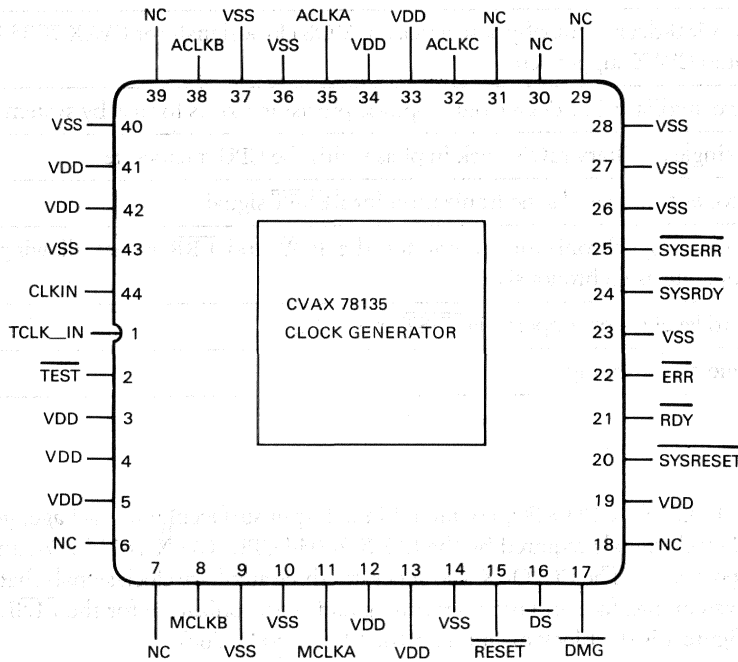 NC VSS ACLKA VDD NC NC
ACLKB VSS VDD ACLKC NC
39 38 37 36 35 34 33 32 31 30 29
VSS 40 28 VSS
VDD 41 27 VSS
VDD 42 26 VSS
VSS 43 25 SYSERR
CLKIN 44 24 SYSRDY
CVAX 78135
TCLK_IN 1 CLOCK GENERATOR 23 VSS
TEST 2 22 ERR
VDD 3 21 RDY
VDD 4 20 SYSRESET
VDD 5 19 VDD
NC 6 18 NC
7 8 9 10 11 12 13 14 15 16 17
MCLKB VSS VDD VSS DS
NC VSS MCLKA VDD RESET DMG